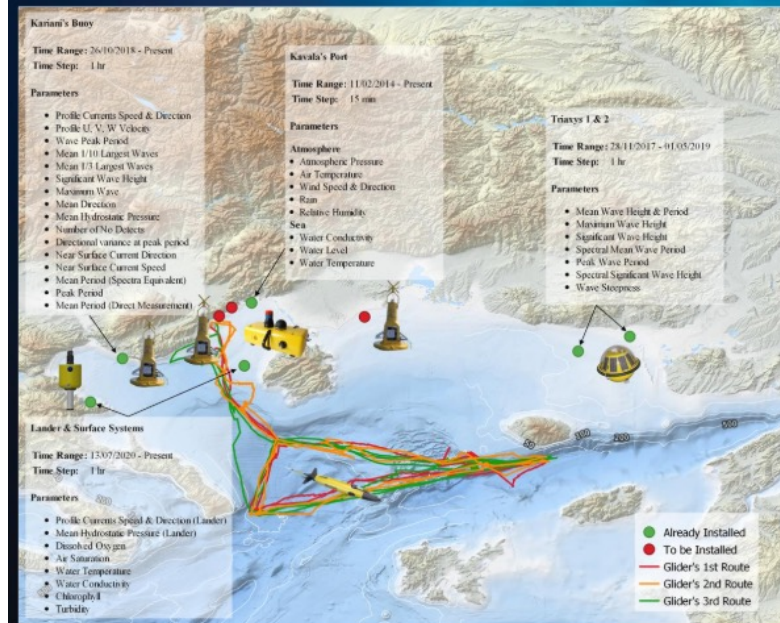 Kariani's Buoy
Time Range: 26/10/2018 - Present
Time Step: 1 hr
Parameters
• Profile Currents Speed & Direction
• Profile U, V, W Velocity
• Wave Peak Period
• Mean 1/10 Largest Waves
• Mean 1/3 Largest Waves
• Significant Wave Height
• Maximum Wave
• Mean Direction
• Mean Hydrostatic Pressure
• Number of No Detects
• Directional variance at peak period
• Near Surface Current Direction
• Near Surface Current Speed
• Mean Period (Spectra Equivalent)
• Peak Period
• Mean Period (Direct Measurement)
Kavala's Port
Time Range: 11/02/2014 - Present
Time Step: 15 min
Parameters
Atmosphere
• Atmospheric Pressure
• Air Temperature
• Wind Speed & Direction
• Rain
• Relative Humidity
Sea
• Water Conductivity
• Water Level
• Water Temperature
Triaxys 1 & 2
Time Range: 28/11/2017 - 01/05/2019
Time Step: 1 hr
Parameters
• Mean Wave Height & Period
• Maximum Wave Height
• Significant Wave Height
• Spectral Mean Wave Period
• Peak Wave Period
• Spectral Significant Wave Height
• Wave Steepness
Lander & Surface Systems
Time Range: 13/07/2020 - Present
Time Step: 1 hr
Parameters
• Profile Currents Speed & Direction (Lander)
• Mean Hydrostatic Pressure (Lander)
• Dissolved Oxygen
• Air Saturation
• Water Temperature
• Water Conductivity
• Chlorophyll
• Turbidity
50
100
200
500
200
Already Installed
To be Installed
Glider's 1st Route
Glider's 2nd Route
Glider's 3rd Route